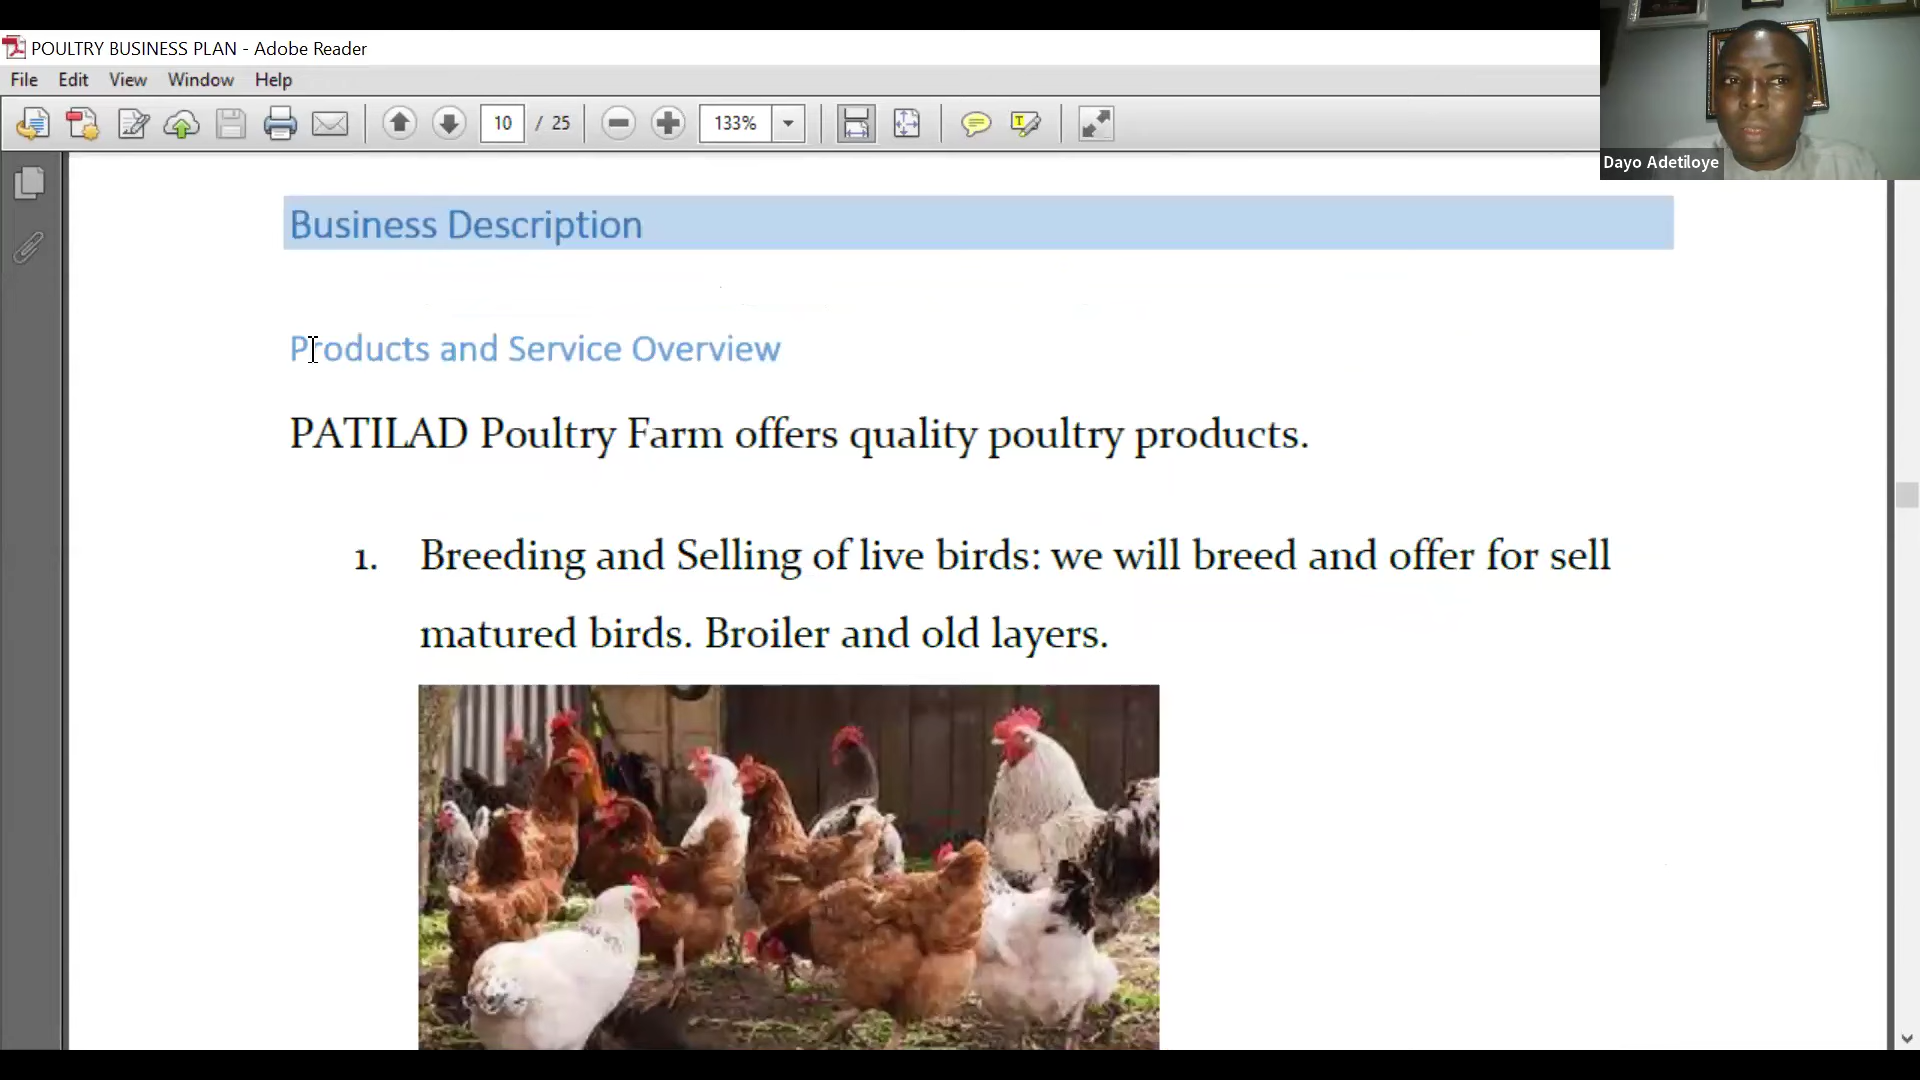 POULTRY BUSINESS PLAN - Adobe Reader
File Edit View Window Help
10 / 25 133%
Dayo Adetiloye
Business Description
Products and Service Overview
PATILAD Poultry Farm offers quality poultry products.
1. Breeding and Selling of live birds: we will breed and offer for sell
matured birds. Broiler and old layers.